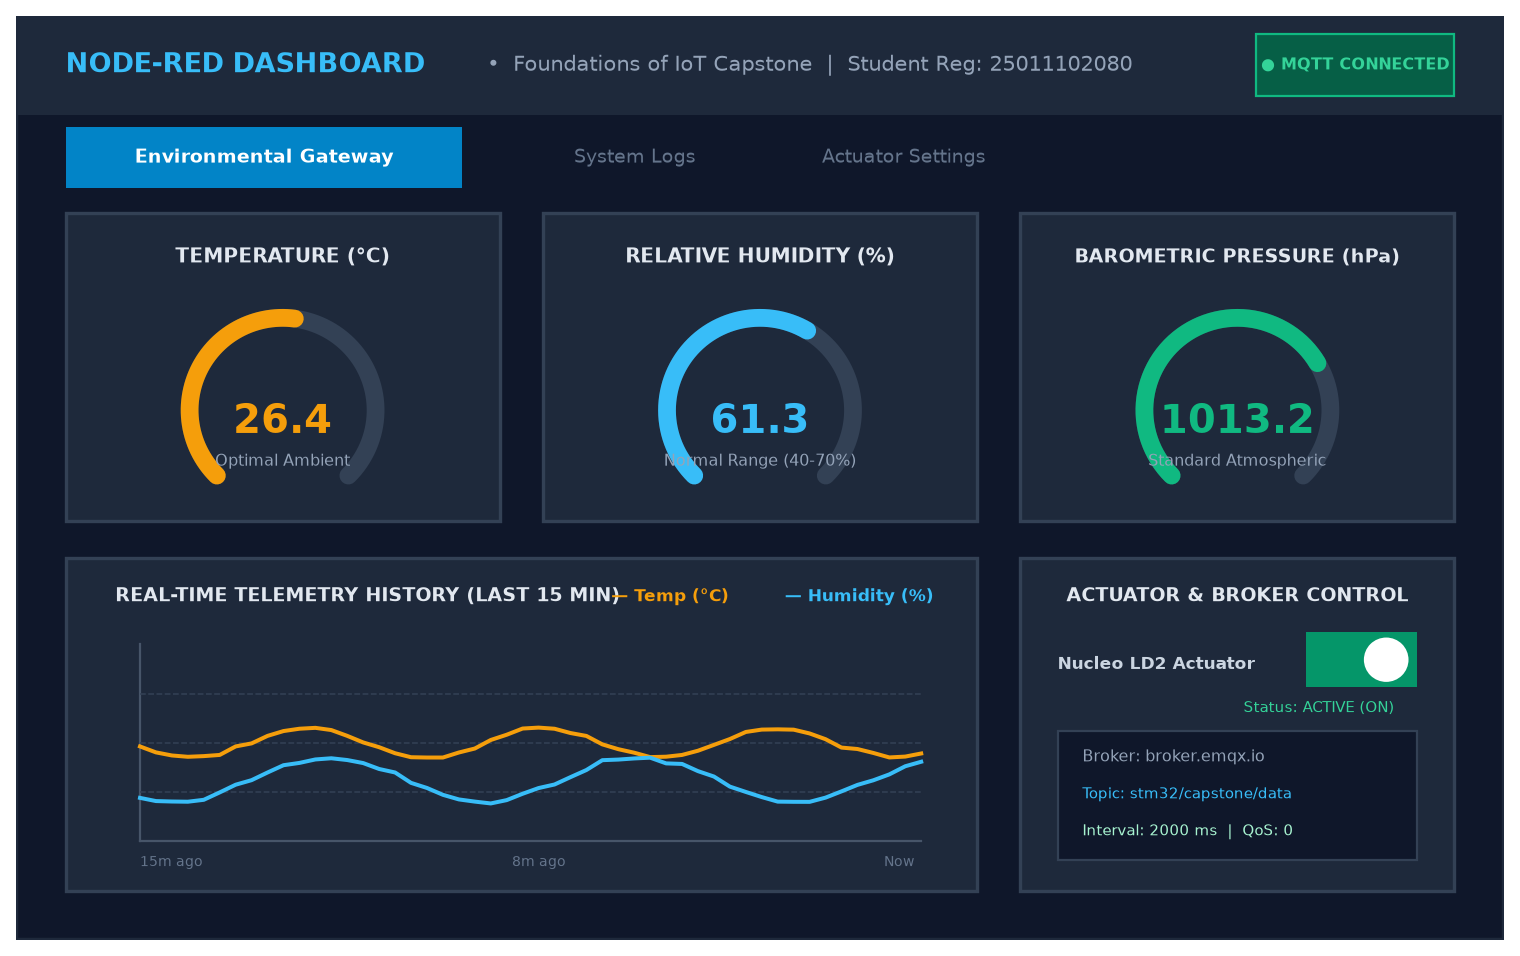 NODE-RED DASHBOARD
• Foundations of IoT Capstone | Student Reg: 25011102080
● MQTT CONNECTED
Environmental Gateway
System Logs
Actuator Settings
TEMPERATURE (°C)
26.4
Optimal Ambient
RELATIVE HUMIDITY (%)
61.3
Normal Range (40-70%)
BAROMETRIC PRESSURE (hPa)
1013.2
Standard Atmospheric
REAL-TIME TELEMETRY HISTORY (LAST 15 MIN)
— Temp (°C)
— Humidity (%)
15m ago
8m ago
Now
ACTUATOR & BROKER CONTROL
Nucleo LD2 Actuator
Status: ACTIVE (ON)
Broker: broker.emqx.io
Topic: stm32/capstone/data
Interval: 2000 ms | QoS: 0